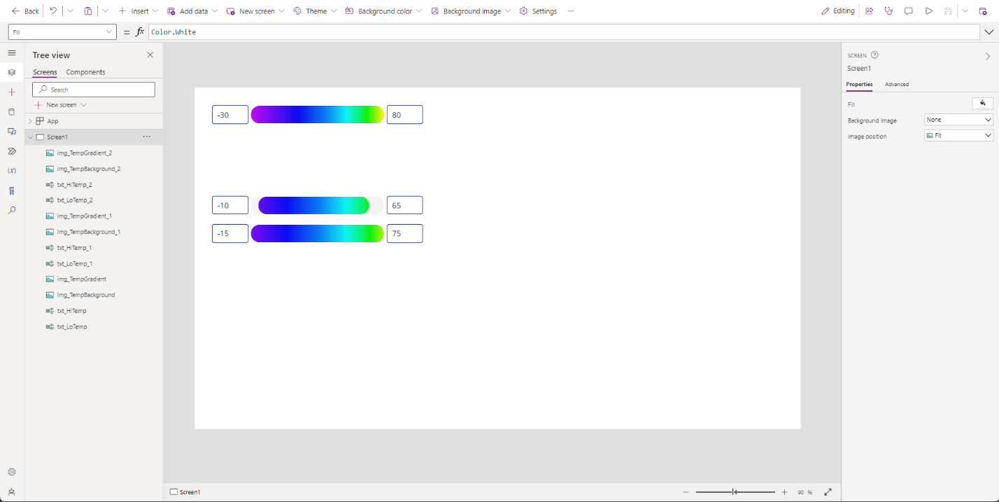 Back Insert Add data New screen Theme Background color Background image Settings ... Editing
Fill = fx Color.White
Tree view
Screens Components
Search
New screen
App
Screen1 ...
img_TempGradient_2
img_TempBackground_2
txt_HiTemp_2
txt_LoTemp_2
img_TempGradient_1
img_TempBackground_1
txt_HiTemp_1
txt_LoTemp_1
img_TempGradient
img_TempBackground
txt_HiTemp
txt_LoTemp
-30 80
-10 65
-15 75
Screen1 90 %
SCREEN ?
Screen1
Properties Advanced
Fill
Background image None
Image position Fit